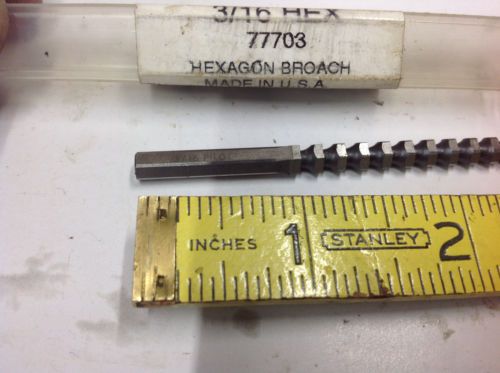 3/16 HEX
77703
HEXAGON BROACH
MADE IN U.S.A.
INCHES 1 STANLEY 2